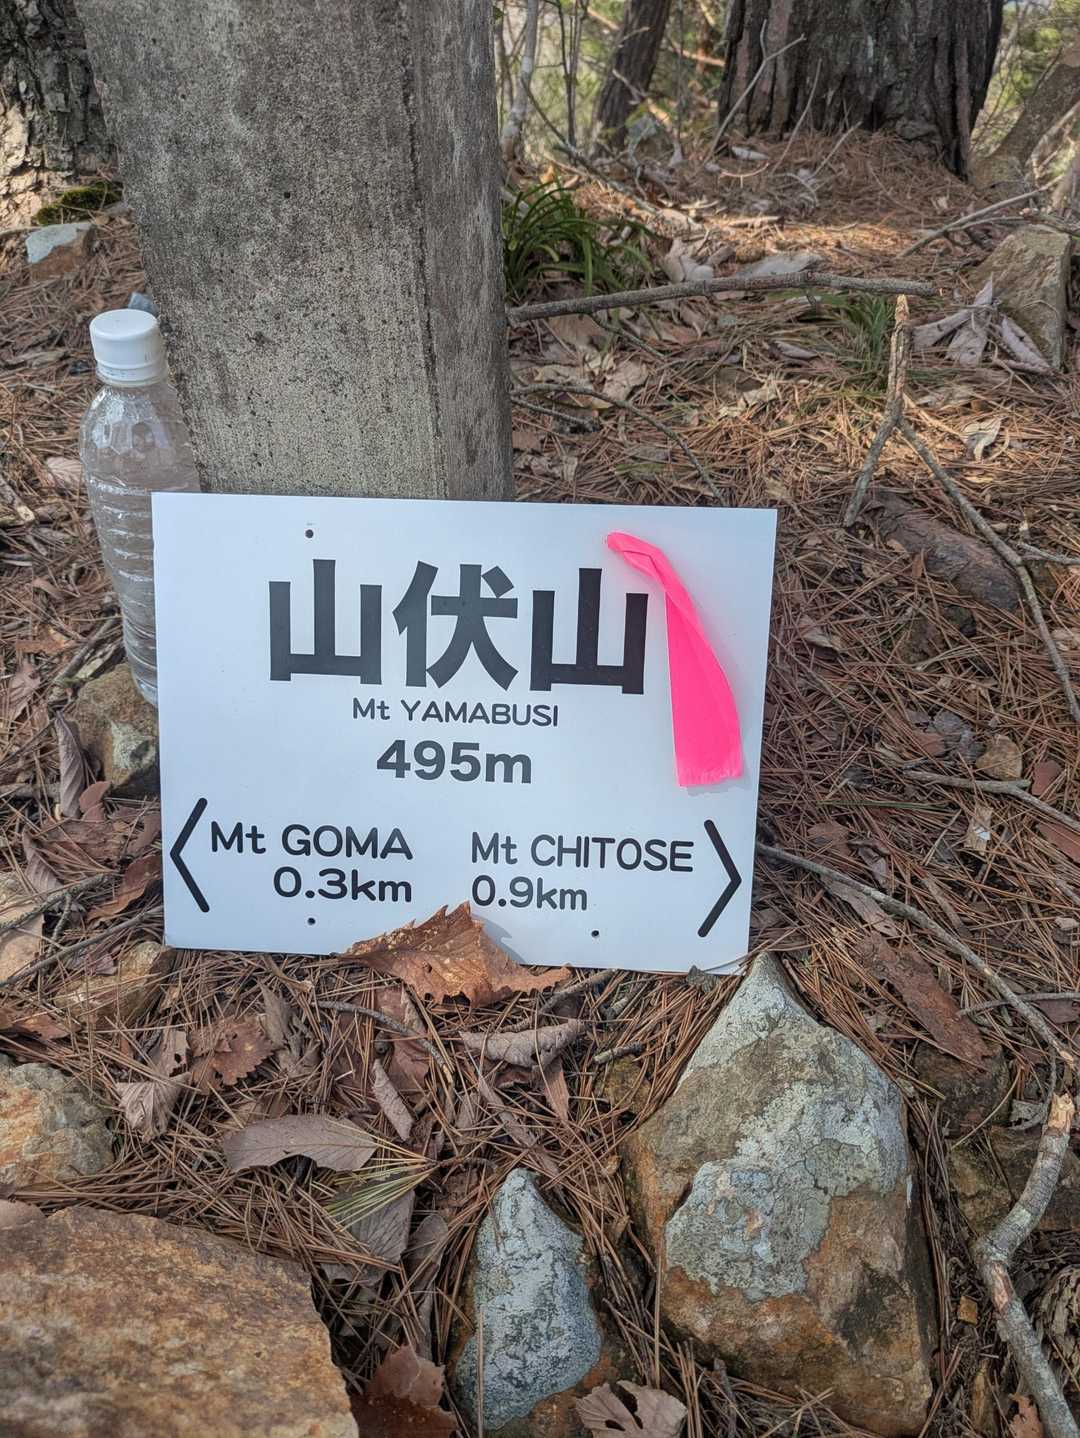 山伏山
Mt YAMABUSI
495m
< Mt GOMA
0.3km
Mt CHITOSE >
0.9km